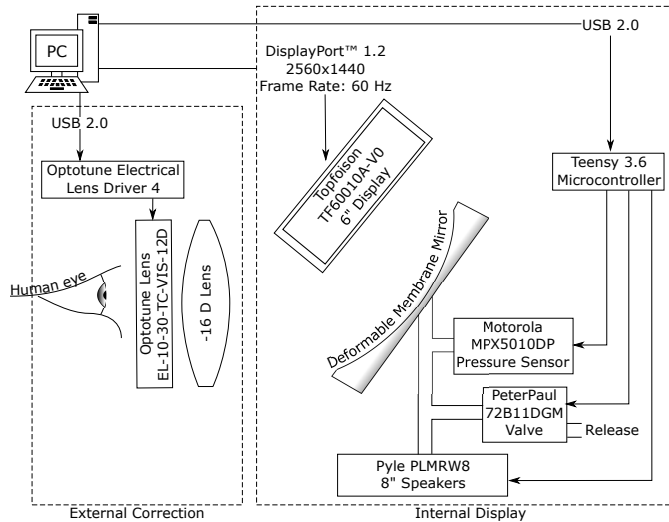 PC
USB 2.0
DisplayPort™ 1.2
2560x1440
Frame Rate: 60 Hz
USB 2.0
Optotune Electrical
Lens Driver 4
Topfoison
TF60010A-V0
6" Display
Teensy 3.6
Microcontroller
Human eye
Optotune Lens
EL-10-30-TC-VIS-12D
-16 D Lens
Deformable Membrane Mirror
Motorola
MPX5010DP
Pressure Sensor
PeterPaul
72B11DGM
Valve
Release
Pyle PLMRW8
8" Speakers
External Correction
Internal Display